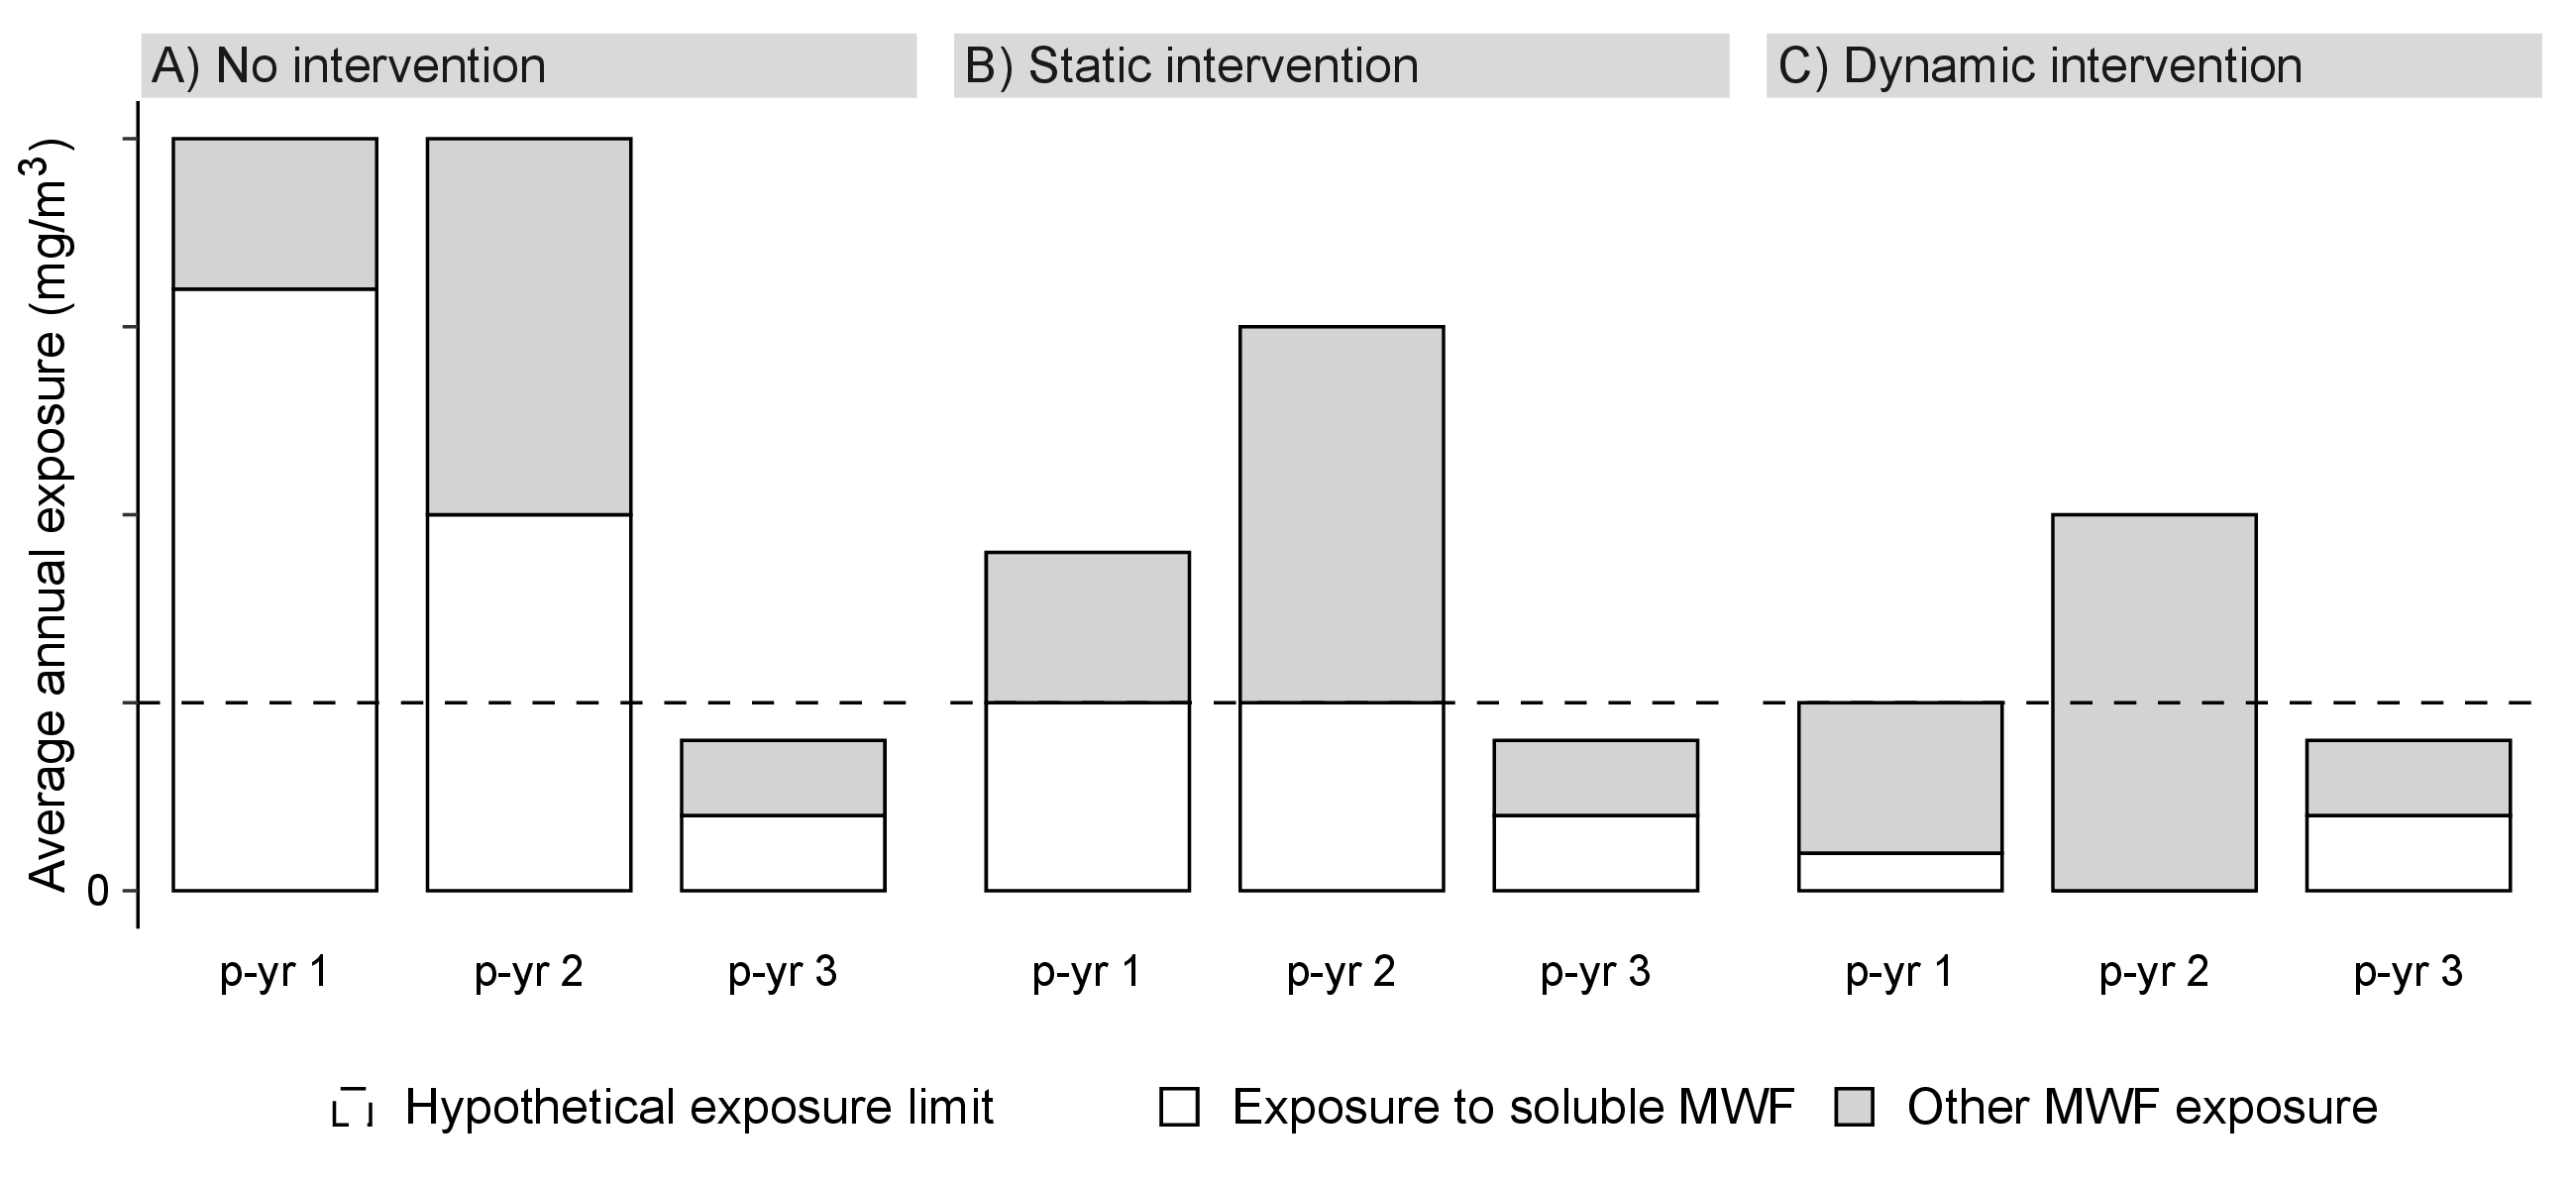 A) No intervention
B) Static intervention
C) Dynamic intervention
Average annual exposure (mg/m³)
0
p-yr 1
p-yr 2
p-yr 3
p-yr 1
p-yr 2
p-yr 3
p-yr 1
p-yr 2
p-yr 3
Hypothetical exposure limit
Exposure to soluble MWF
Other MWF exposure